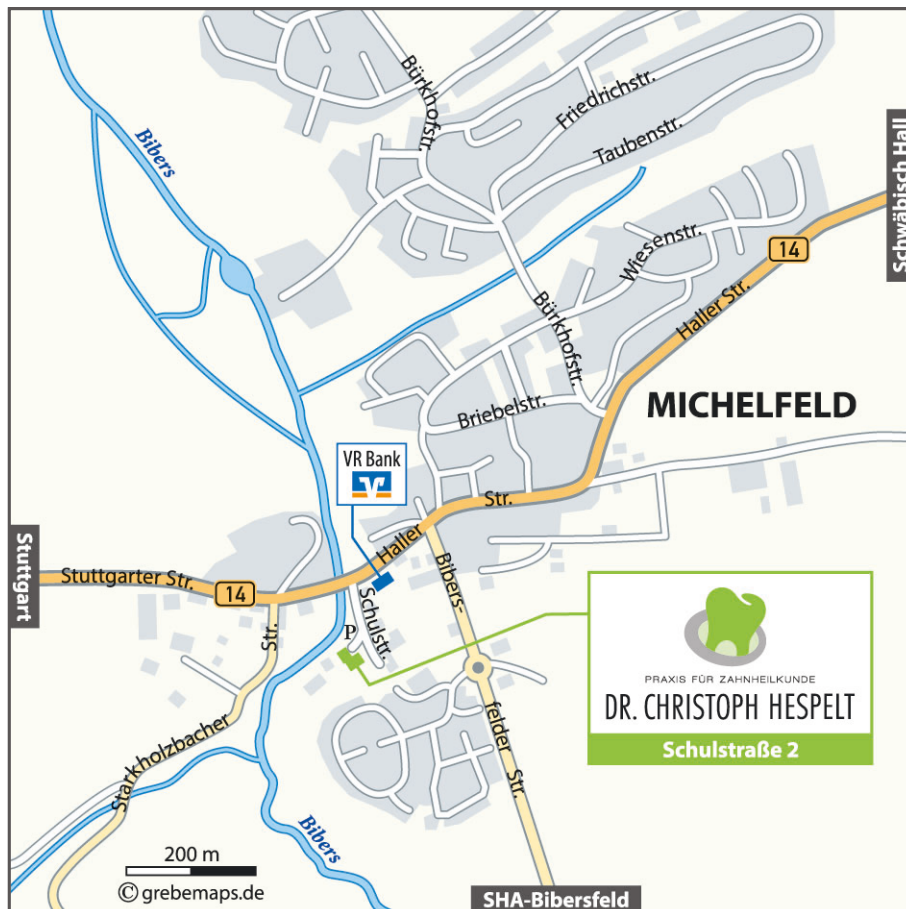 Bibers
Bürkhofstr.
Friedrichstr.
Taubenstr.
Schwäbisch Hall
14
Wiesenstr.
Haller Str.
Bürkhofstr.
MICHELFELD
Briebelstr.
VR Bank
Haller
Str.
Stuttgart
Stuttgarter Str.
14
Bibers-
felder Str.
Schulstr.
P
Starkholzbacher
Str.
PRAXIS FÜR ZAHNHEILKUNDE
DR. CHRISTOPH HESPELT
Schulstraße 2
Bibers
200 m
© grebemaps.de
SHA-Bibersfeld